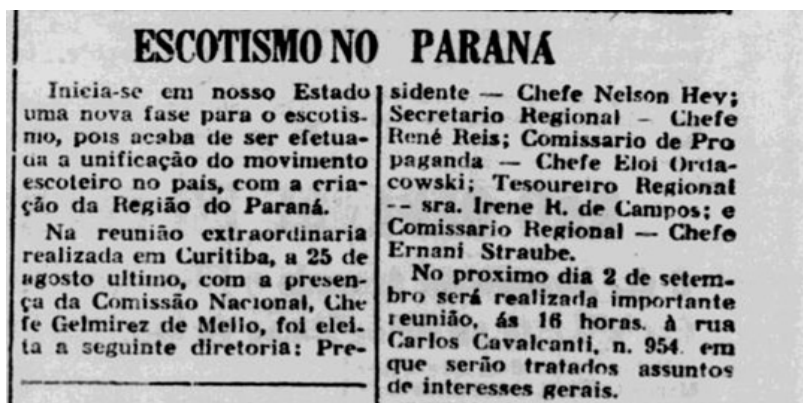 ESCOTISMO NO PARANÁ
Inicia-se em nosso Estado
uma nova fase para o escotis-
mo, pois acaba de ser efetua-
da a unificação do movimento
escoteiro no pais, com a cria-
ção da Região do Paraná.
Na reunião extraordinaria
realizada em Curitiba, a 25 de
agosto ultimo, com a presen-
ça da Comissão Nacional, Che
fe Gelmirez de Mello, foi elei-
ta a seguinte diretoria: Pre-
sidente — Chefe Nelson Hey;
Secretario Regional - Chefe
René Reis; Comissario de Pro
paganda — Chefe Eloi Orda-
cowski; Tesoureiro Regional
-- sra. Irene H. de Campos; e
Comissario Regional — Chefe
Ernani Straube.
No proximo dia 2 de setem-
bro será realizada importante
reunião, ás 16 horas, à rua
Carlos Cavalcanti, n. 954 em
que serão tratados assuntos
de interesses gerais.